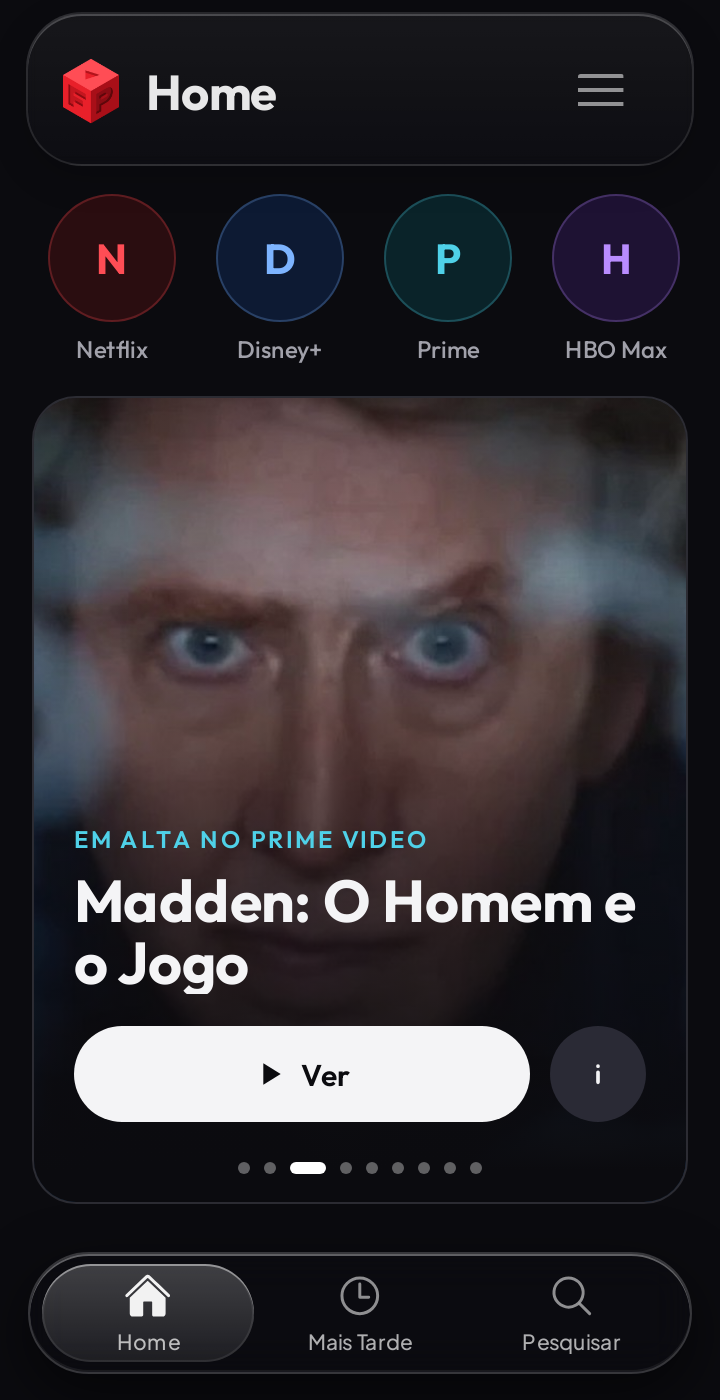 Home
N
D
P
H
Netflix
Disney+
Prime
HBO Max
EM ALTA NO PRIME VIDEO
Madden: O Homem e
o Jogo
Ver
Home
Mais Tarde
Pesquisar